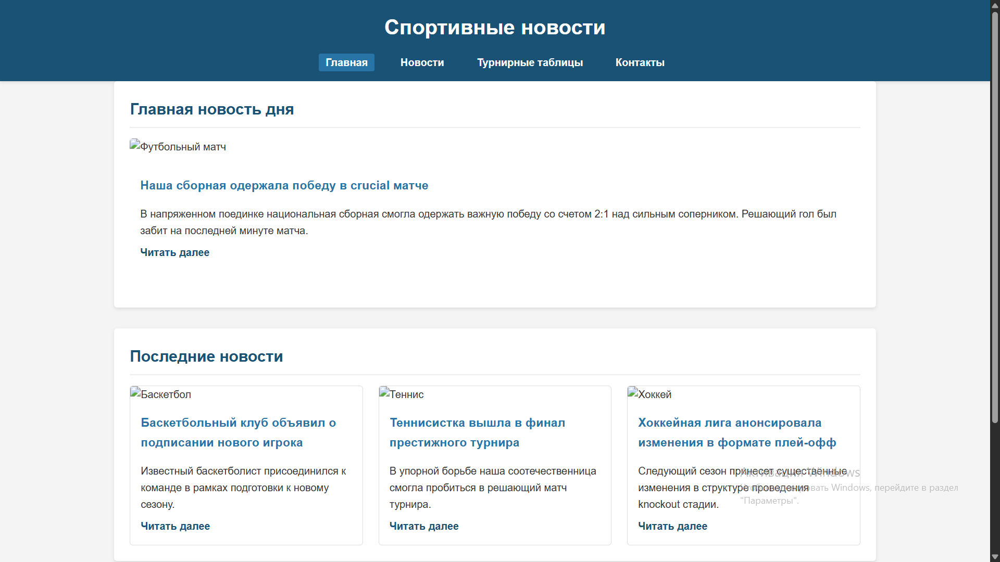 Спортивные новости
Главная Новости Турнирные таблицы Контакты
Главная новость дня
Футбольный матч
Наша сборная одержала победу в crucial матче
В напряженном поединке национальная сборная смогла одержать важную победу со счетом 2:1 над сильным соперником. Решающий гол был
забит на последней минуте матча.
Читать далее
Последние новости
Баскетбол
Баскетбольный клуб объявил о
подписании нового игрока
Известный баскетболист присоединился к
команде в рамках подготовки к новому
сезону.
Читать далее
Теннис
Теннисистка вышла в финал
престижного турнира
В упорной борьбе наша соотечественница
смогла пробиться в решающий матч
турнира.
Читать далее
Хоккей
Хоккейная лига анонсировала
изменения в формате плей-офф
Следующий сезон принесет существенные
изменения в структуре проведения
knockout стадии.
Читать далее
Активация Windows
Чтобы активировать Windows, перейдите в раздел
"Параметры".